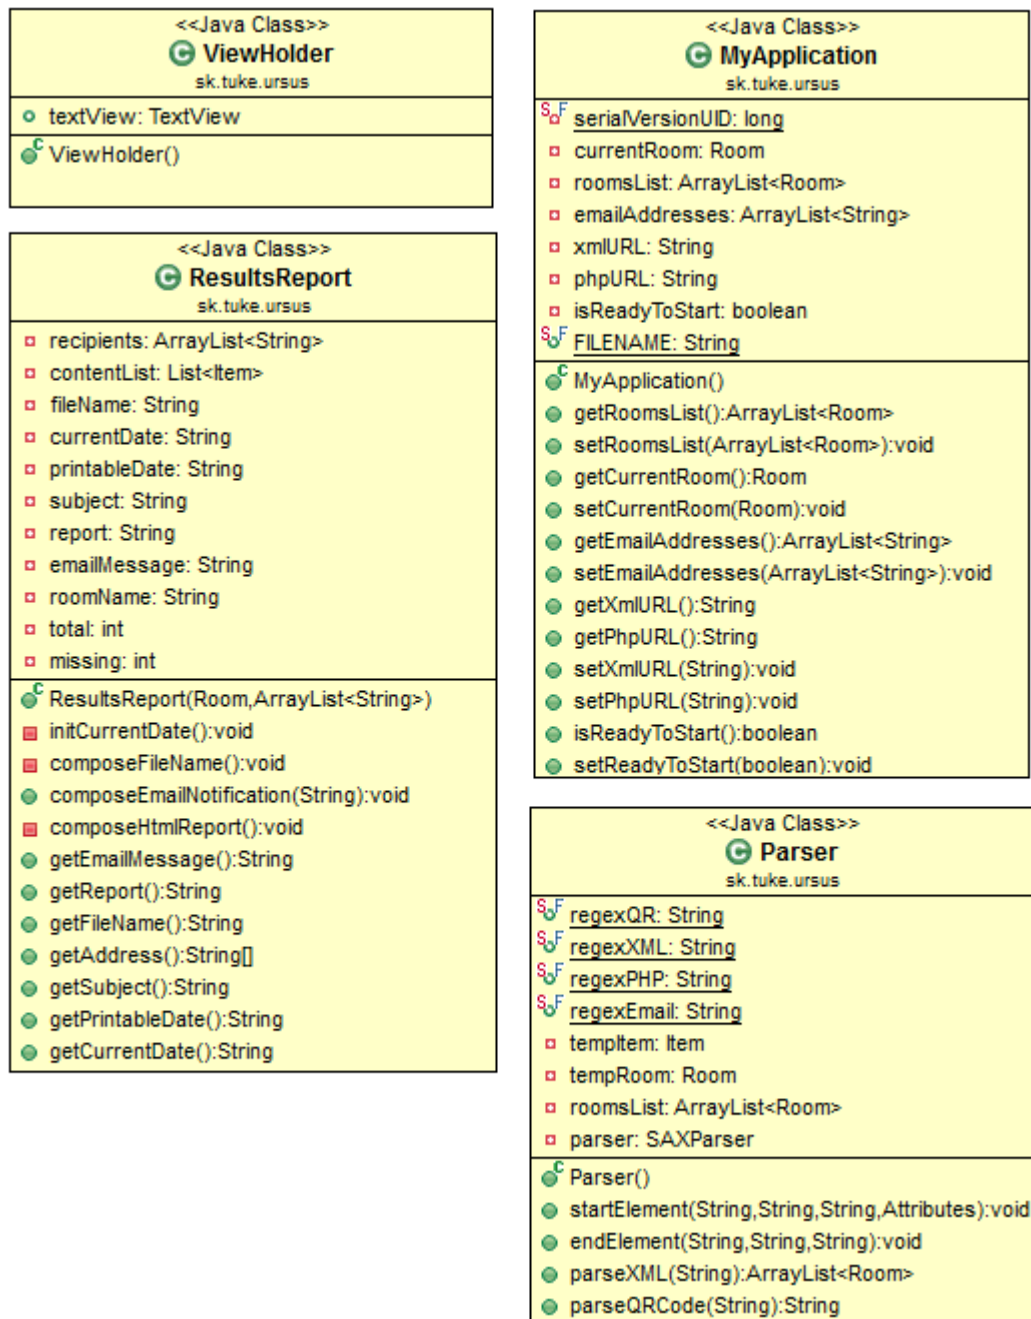 <<Java Class>>
ViewHolder
sk.tuke.ursus
textView: TextView
ViewHolder()
<<Java Class>>
ResultsReport
sk.tuke.ursus
recipients: ArrayList<String>
contentList: List<Item>
fileName: String
currentDate: String
printableDate: String
subject: String
report: String
emailMessage: String
roomName: String
total: int
missing: int
ResultsReport(Room,ArrayList<String>)
initCurrentDate():void
composeFileName():void
composeEmailNotification(String):void
composeHtmlReport():void
getEmailMessage():String
getReport():String
getFileName():String
getAddress():String[]
getSubject():String
getPrintableDate():String
getCurrentDate():String
<<Java Class>>
MyApplication
sk.tuke.ursus
serialVersionUID: long
currentRoom: Room
roomsList: ArrayList<Room>
emailAddresses: ArrayList<String>
xmlURL: String
phpURL: String
isReadyToStart: boolean
FILENAME: String
MyApplication()
getRoomsList():ArrayList<Room>
setRoomsList(ArrayList<Room>):void
getCurrentRoom():Room
setCurrentRoom(Room):void
getEmailAddresses():ArrayList<String>
setEmailAddresses(ArrayList<String>):void
getXmlURL():String
getPhpURL():String
setXmlURL(String):void
setPhpURL(String):void
isReadyToStart():boolean
setReadyToStart(boolean):void
<<Java Class>>
Parser
sk.tuke.ursus
regexQR: String
regexXML: String
regexPHP: String
regexEmail: String
tempItem: Item
tempRoom: Room
roomsList: ArrayList<Room>
parser: SAXParser
Parser()
startElement(String,String,String,Attributes):void
endElement(String,String,String):void
parseXML(String):ArrayList<Room>
parseQRCode(String):String